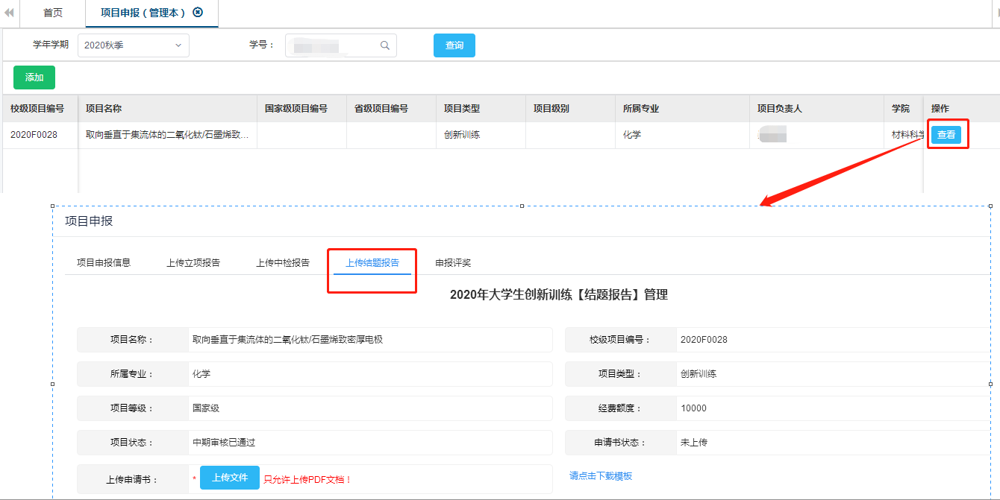 首页 项目申报（管理本）
学年学期 2020秋季 学号： 查询
添加
校级项目编号 项目名称 国家级项目编号 省级项目编号 项目类型 项目级别 所属专业 项目负责人 学院 操作
2020F0028 取向垂直于集流体的二氧化钛/石墨烯致... 创新训练 化学 材料科学 查看
项目申报
项目申报信息 上传立项报告 上传中检报告 上传结题报告 申报评奖
2020年大学生创新训练【结题报告】管理
项目名称： 取向垂直于集流体的二氧化钛/石墨烯致密厚电极 校级项目编号： 2020F0028
所属专业： 化学 项目类型： 创新训练
项目等级： 国家级 经费额度： 10000
项目状态： 中期审核已通过 申请书状态： 未上传
上传申请书： * 上传文件 只允许上传PDF文档！ 请点击下载模板